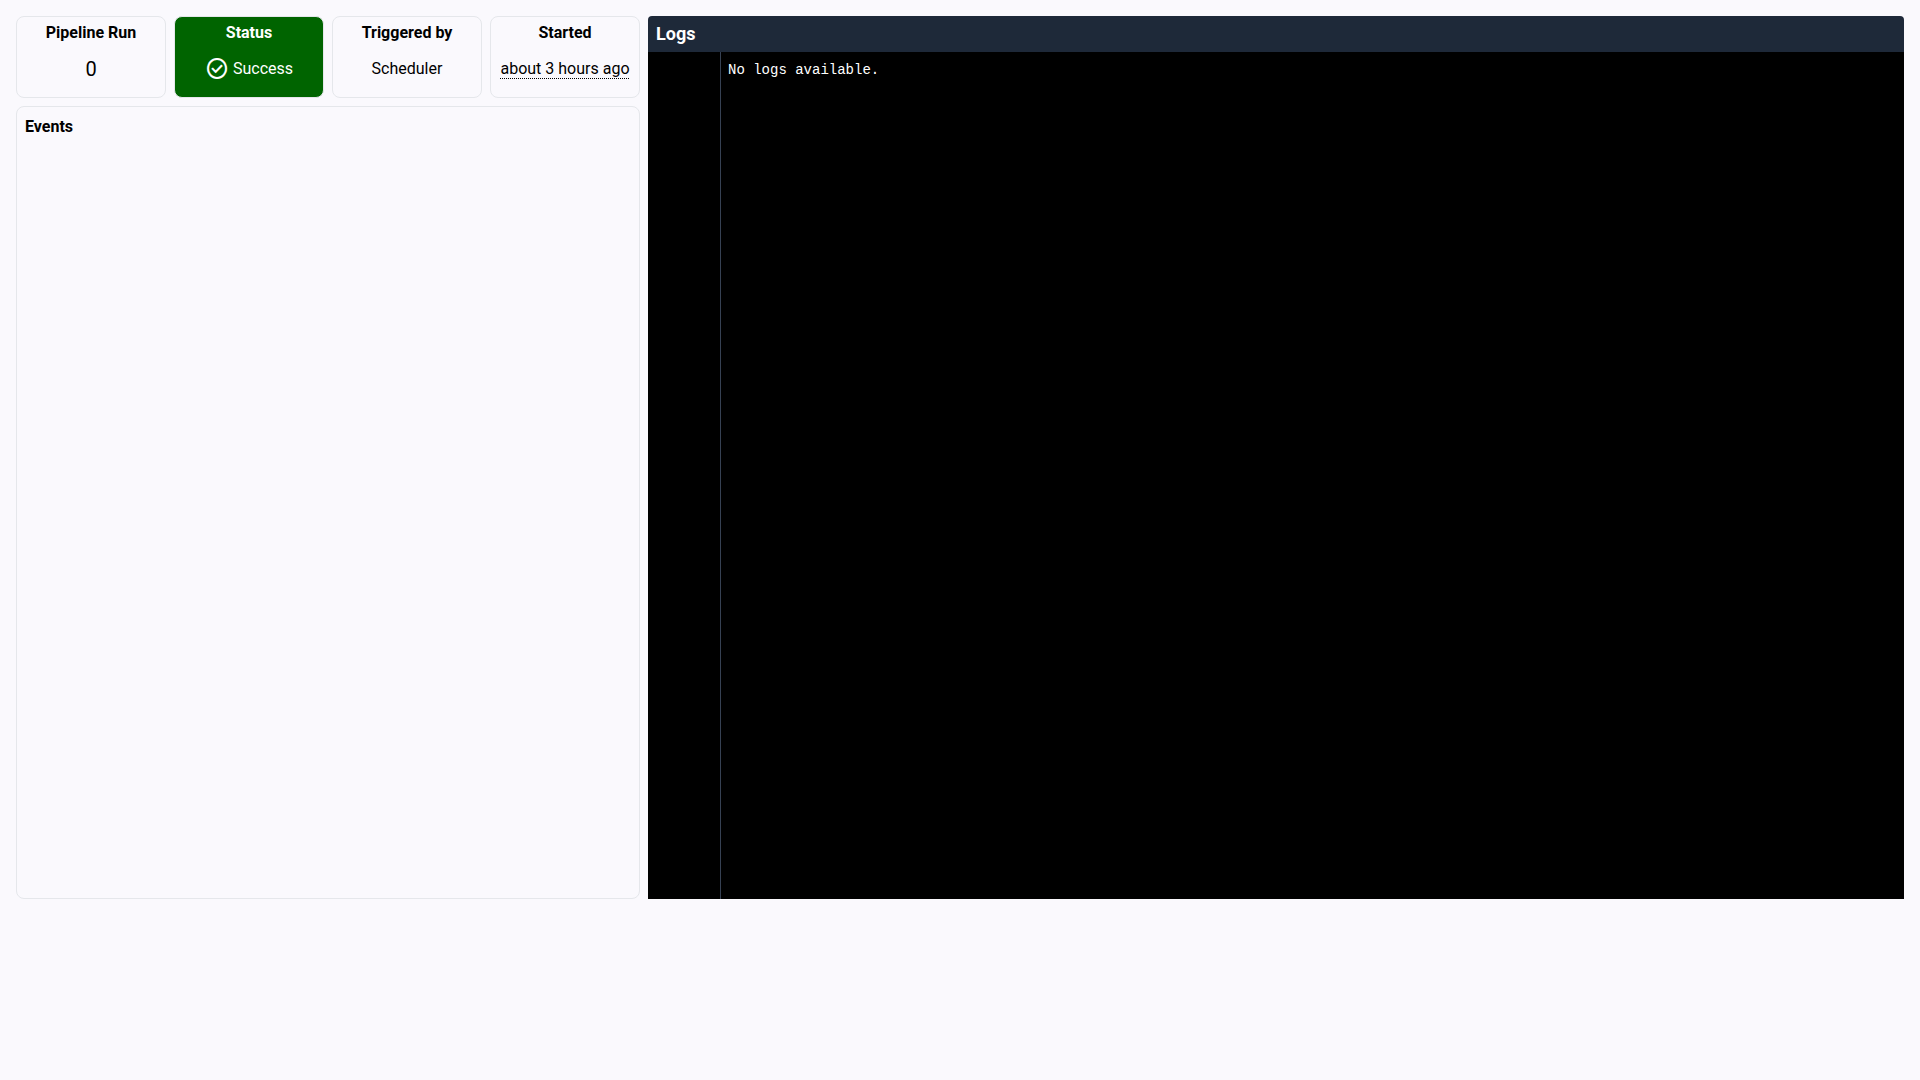 Pipeline Run
0
Status
Success
Triggered by
Scheduler
Started
about 3 hours ago
Events
Logs
No logs available.